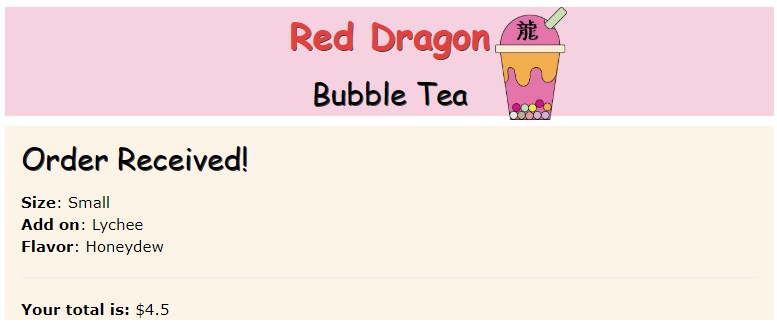 Red Dragon
龍
Bubble Tea
Order Received!
Size: Small
Add on: Lychee
Flavor: Honeydew
Your total is: $4.5